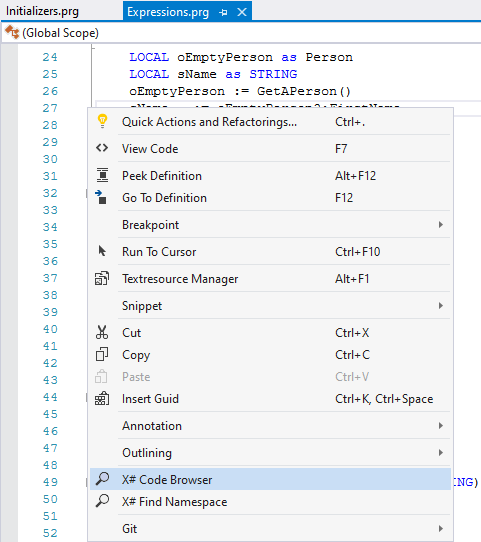 Initializers.prg Expressions.prg
(Global Scope)
24 LOCAL oEmptyPerson as Person
25 LOCAL sName as STRING
26 oEmptyPerson := GetAPerson()
27
28 Quick Actions and Refactorings... Ctrl+.
29
30 View Code F7
31 Peek Definition Alt+F12
32 Go To Definition F12
33
34 Breakpoint
35 Run To Cursor Ctrl+F10
36
37 Textresource Manager Alt+F1
38
39 Snippet
40 Cut Ctrl+X
41
42 Copy Ctrl+C
43 Paste Ctrl+V
44 Insert Guid Ctrl+K, Ctrl+Space
45
46 Annotation
47 Outlining
48
49 X# Code Browser ING)
50 X# Find Namespace
51
52 Git